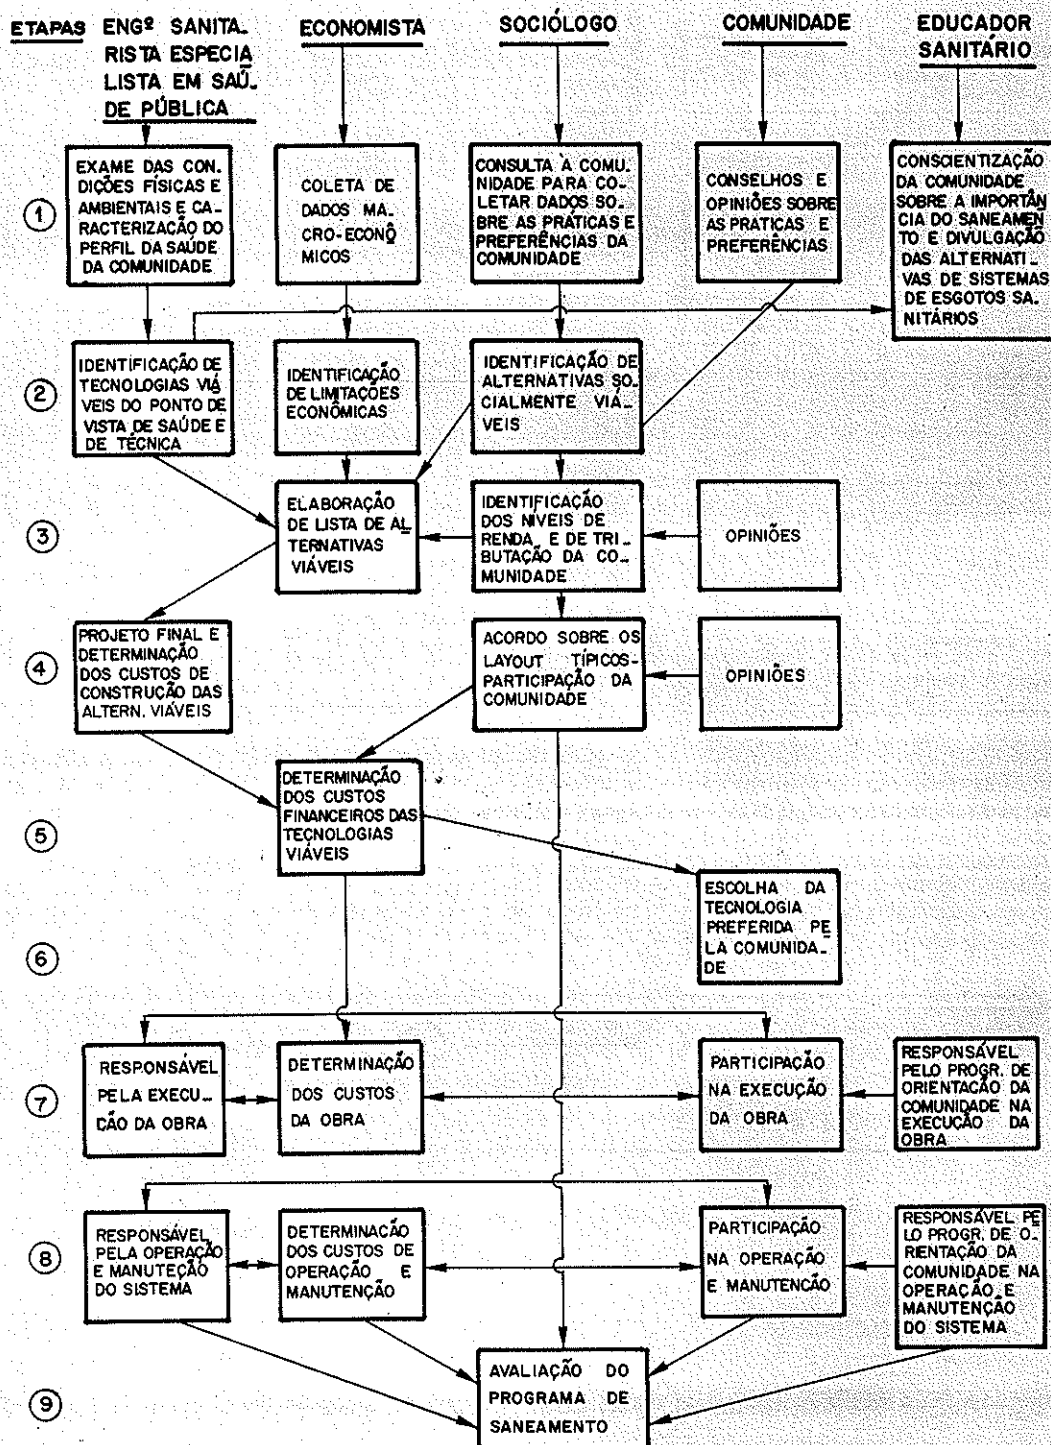 ETAPAS
ENGº SANITA-
RISTA ESPECIA
LISTA EM SAÚ-
DE PÚBLICA
ECONOMISTA
SOCIÓLOGO
COMUNIDADE
EDUCADOR
SANITÁRIO
1
EXAME DAS CON-
DIÇÕES FÍSICAS E
AMBIENTAIS E CA-
RACTERIZAÇÃO DO
PERFIL DA SAÚDE
DA COMUNIDADE
COLETA DE
DADOS MA-
CRO-ECONÔ
MICOS
CONSULTA À COMU-
NIDADE PARA CO-
LETAR DADOS SO-
BRE AS PRÁTICAS E
PREFERÊNCIAS DA
COMUNIDADE
CONSELHOS E
OPINIÕES SOBRE
AS PRATICAS E
PREFERÊNCIAS
CONSCIENTIZAÇÃO
DA COMUNIDADE
SOBRE A IMPORTÂN
CIA DO SANEAMEN
TO E DIVULGAÇÃO
DAS ALTERNATI-
VAS DE SISTEMAS
DE ESGOTOS SA-
NITÁRIOS
2
IDENTIFICAÇÃO DE
TECNOLOGIAS VIÁ
VEIS DO PONTO DE
VISTA DE SAÚDE E
DE TÉCNICA
IDENTIFICAÇÃO
DE LIMITAÇÕES
ECONÔMICAS
IDENTIFICAÇÃO DE
ALTERNATIVAS SO-
CIALMENTE VIÁ-
VEIS
3
ELABORAÇÃO
DE LISTA DE AL
TERNATIVAS
VIÁVEIS
IDENTIFICAÇÃO
DOS NÍVEIS DE
RENDA E DE TRI-
BUTAÇÃO DA CO-
MUNIDADE
OPINIÕES
4
PROJETO FINAL E
DETERMINAÇÃO
DOS CUSTOS DE
CONSTRUÇÃO DAS
ALTERN. VIÁVEIS
ACORDO SOBRE OS
LAYOUT TÍPICOS-
PARTICIPAÇÃO DA
COMUNIDADE
OPINIÕES
5
DETERMINAÇÃO
DOS CUSTOS
FINANCEIROS DAS
TECNOLOGIAS
VIÁVEIS
6
ESCOLHA DA
TECNOLOGIA
PREFERIDA PE
LA COMUNIDA-
DE
7
RESPONSÁVEL
PELA EXECU-
ÇÃO DA OBRA
DETERMINAÇÃO
DOS CUSTOS
DA OBRA
PARTICIPAÇÃO
NA EXECUÇÃO
DA OBRA
RESPONSÁVEL
PELO PROGR. DE
ORIENTAÇÃO DA
COMUNIDADE NA
EXECUÇÃO DA
OBRA
8
RESPONSÁVEL
PELA OPERAÇÃO
E MANUTEÇÃO
DO SISTEMA
DETERMINAÇÃO
DOS CUSTOS DE
OPERAÇÃO E
MANUTENÇÃO
PARTICIPAÇÃO
NA OPERAÇÃO
E MANUTENÇÃO
RESPONSÁVEL PE
LO PROGR. DE O-
RIENTAÇÃO DA
COMUNIDADE NA
OPERAÇÃO E
MANUTENÇÃO
DO SISTEMA
9
AVALIAÇÃO DO
PROGRAMA DE
SANEAMENTO